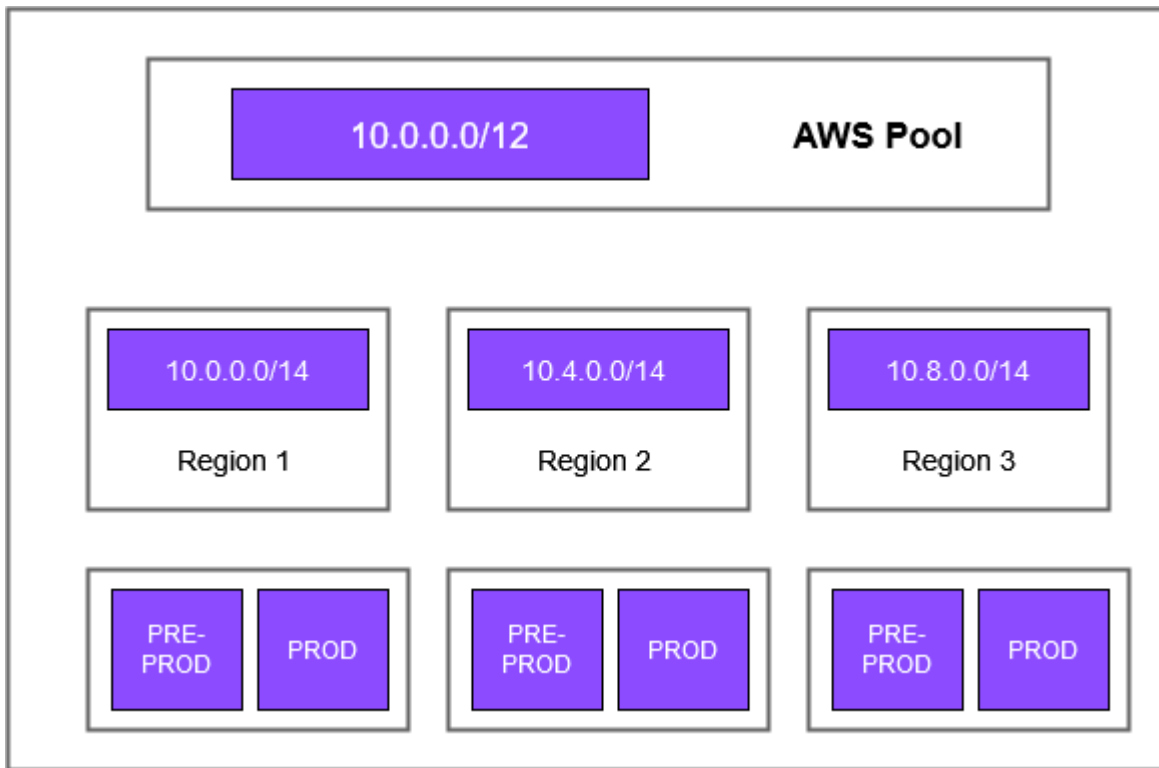 10.0.0.0/12
AWS Pool
10.0.0.0/14
10.4.0.0/14
10.8.0.0/14
Region 1
Region 2
Region 3
PRE-
PROD
PROD
PRE-
PROD
PROD
PRE-
PROD
PROD